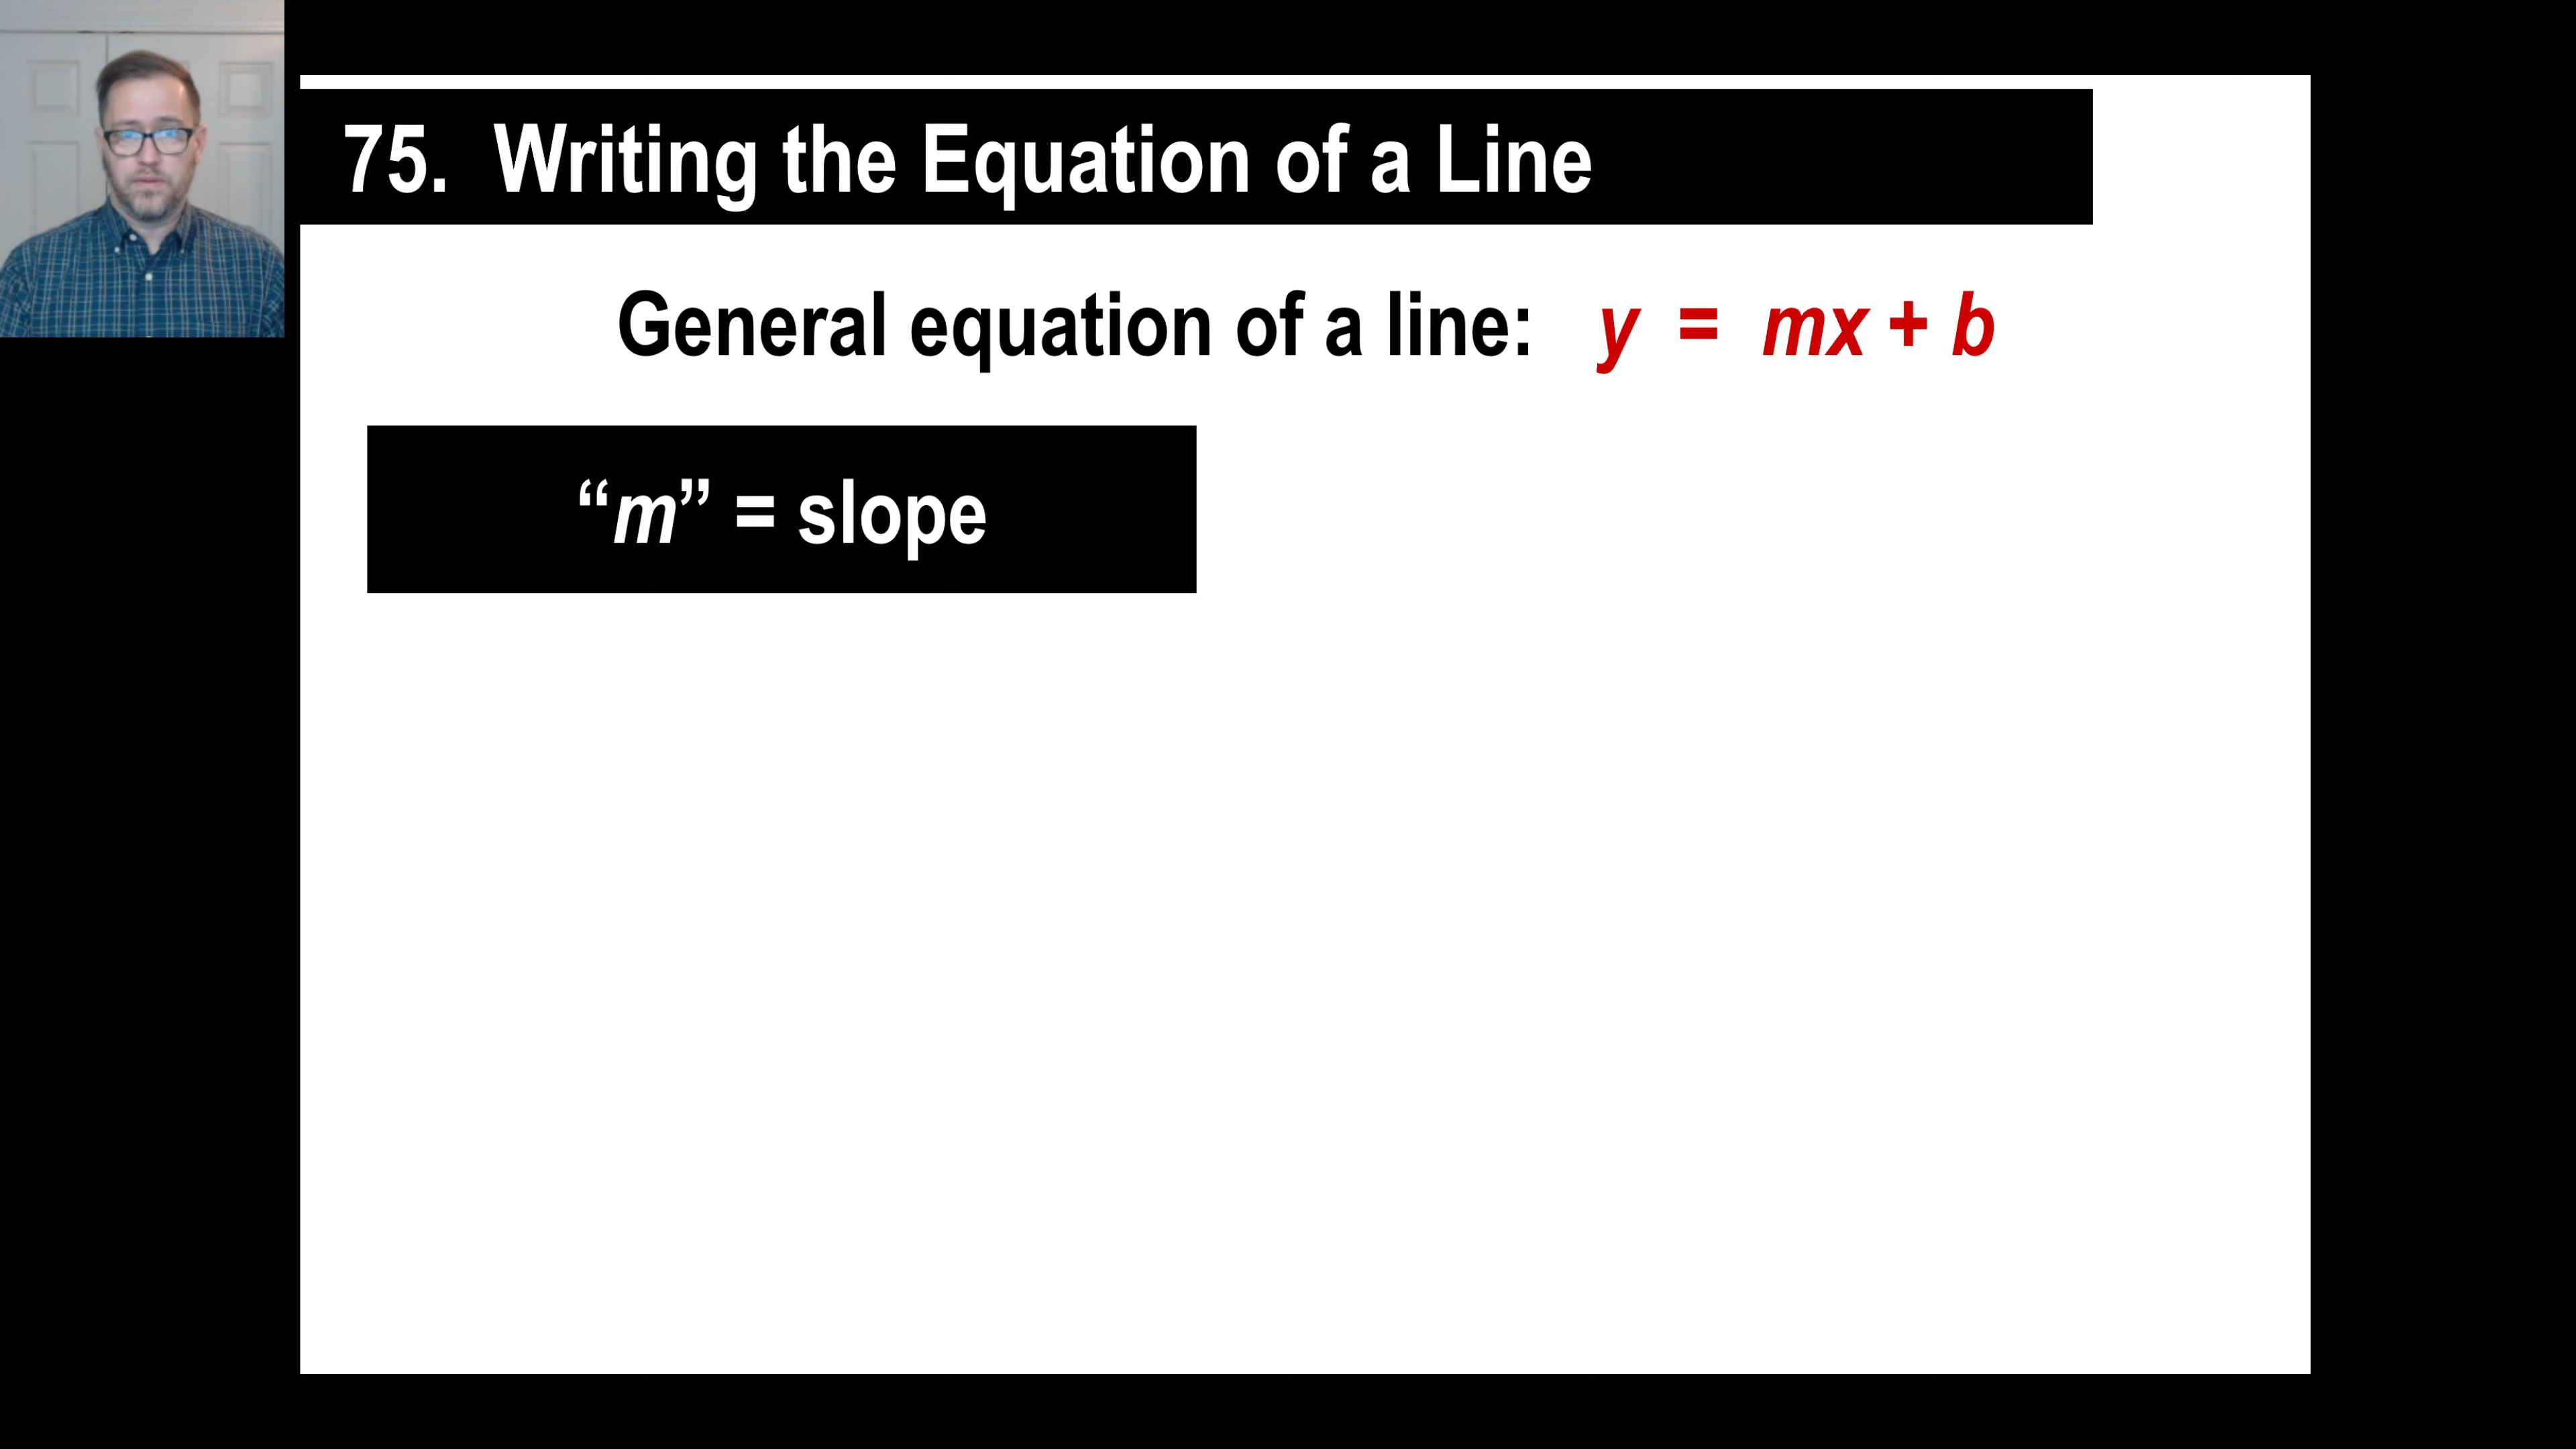 75. Writing the Equation of a Line
General equation of a line: y = mx + b
“m” = slope